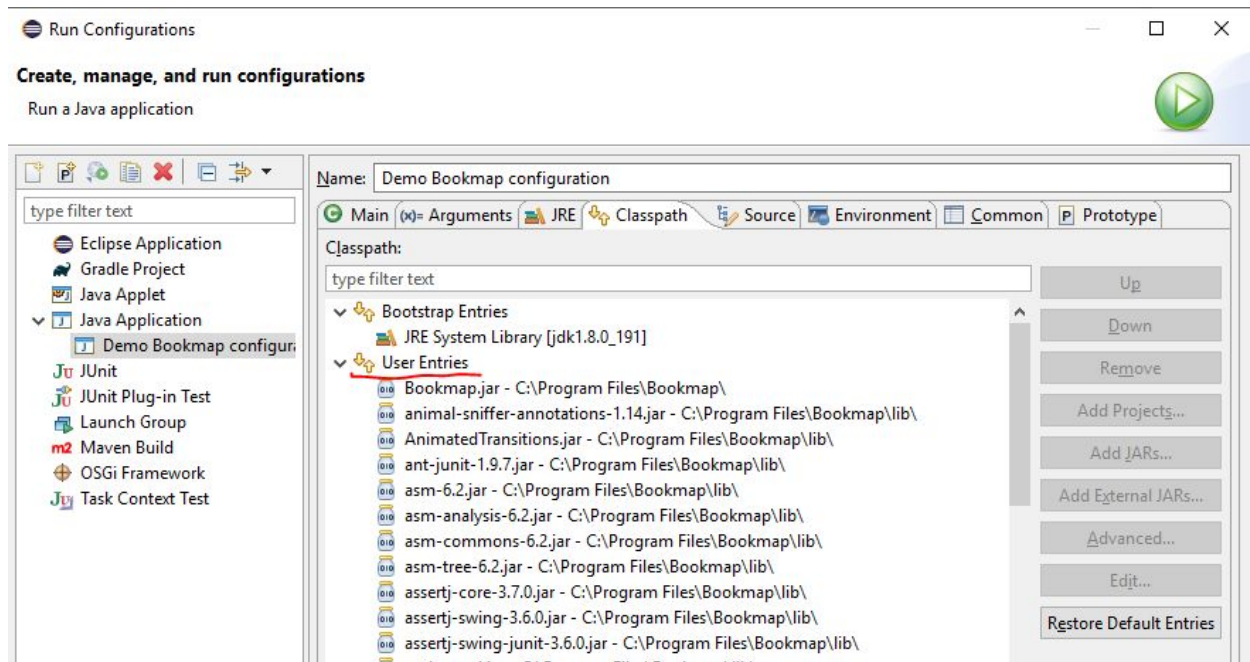 Run Configurations
Create, manage, and run configurations
Run a Java application
Name: Demo Bookmap configuration
type filter text
Main (x)= Arguments JRE Classpath Source Environment Common P Prototype
Eclipse Application
Gradle Project
Java Applet
Java Application
Demo Bookmap configur
JUnit
JUnit Plug-in Test
Launch Group
m2 Maven Build
OSGi Framework
Task Context Test
Classpath:
type filter text
Bootstrap Entries
JRE System Library [jdk1.8.0_191]
User Entries
Bookmap.jar - C:\Program Files\Bookmap\
animal-sniffer-annotations-1.14.jar - C:\Program Files\Bookmap\lib\
AnimatedTransitions.jar - C:\Program Files\Bookmap\lib\
ant-junit-1.9.7.jar - C:\Program Files\Bookmap\lib\
asm-6.2.jar - C:\Program Files\Bookmap\lib\
asm-analysis-6.2.jar - C:\Program Files\Bookmap\lib\
asm-commons-6.2.jar - C:\Program Files\Bookmap\lib\
asm-tree-6.2.jar - C:\Program Files\Bookmap\lib\
assertj-core-3.7.0.jar - C:\Program Files\Bookmap\lib\
assertj-swing-3.6.0.jar - C:\Program Files\Bookmap\lib\
assertj-swing-junit-3.6.0.jar - C:\Program Files\Bookmap\lib\
Up
Down
Remove
Add Projects...
Add JARs...
Add External JARs...
Advanced...
Edit...
Restore Default Entries